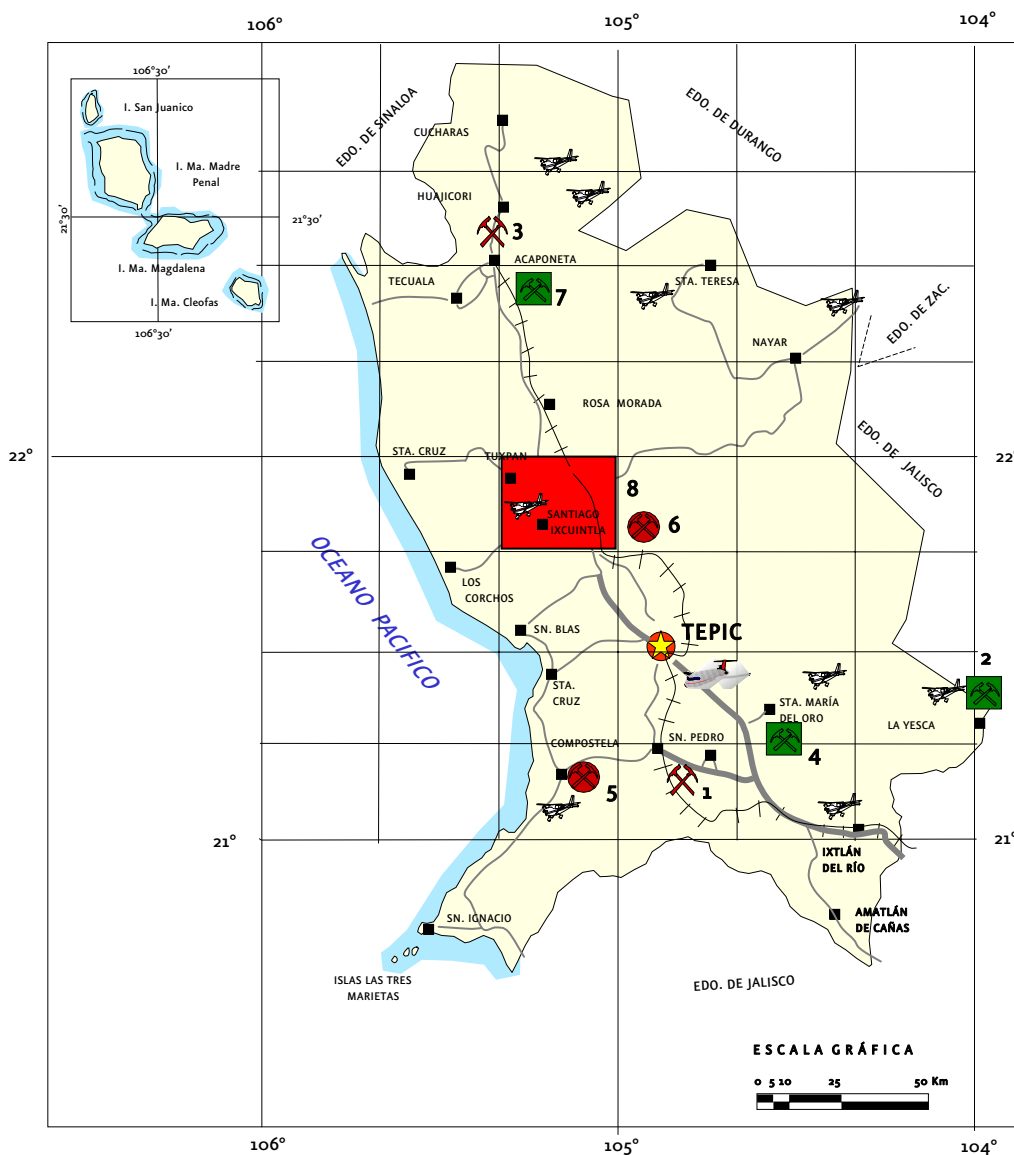 106°
105°
104°
106°30'
I. San Juanico
I. Ma. Madre
Penal
21°30'
21°30'
I. Ma. Magdalena
I. Ma. Cleofas
106°30'
EDO. DE SINALOA
EDO. DE DURANGO
CUCHARAS
HUAJICORI
3
ACAPONETA
TECUALA
7
STA. TERESA
EDO. DE ZAC.
NAYAR
ROSA MORADA
EDO. DE JALISCO
22°
22°
STA. CRUZ
TUXPAN
8
SANTIAGO
IXCUINTLA
6
OCEANO PACIFICO
LOS
CORCHOS
SN. BLAS
TEPIC
2
STA.
CRUZ
STA. MARÍA
DEL ORO
LA YESCA
SN. PEDRO
COMPOSTELA
4
5
1
21°
21°
IXTLÁN
DEL RÍO
AMATLÁN
DE CAÑAS
SN. IGNACIO
ISLAS LAS TRES
MARIETAS
EDO. DE JALISCO
ESCALA GRÁFICA
0 5 10 25 50 Km
106°
105°
104°